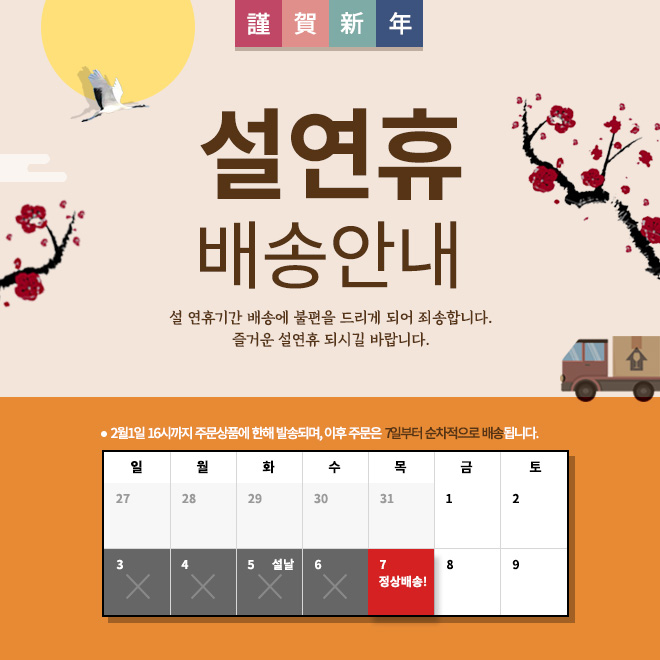 謹賀新年
설연휴
배송안내
설 연휴기간 배송에 불편을 드리게 되어 죄송합니다.
즐거운 설연휴 되시길 바랍니다.
● 2월1일 16시까지 주문상품에 한해 발송되며, 이후 주문은 7일부터 순차적으로 배송됩니다.
일 월 화 수 목 금 토
27 28 29 30 31 1 2
3 4 5 설날 6 7 8 9
정상배송!